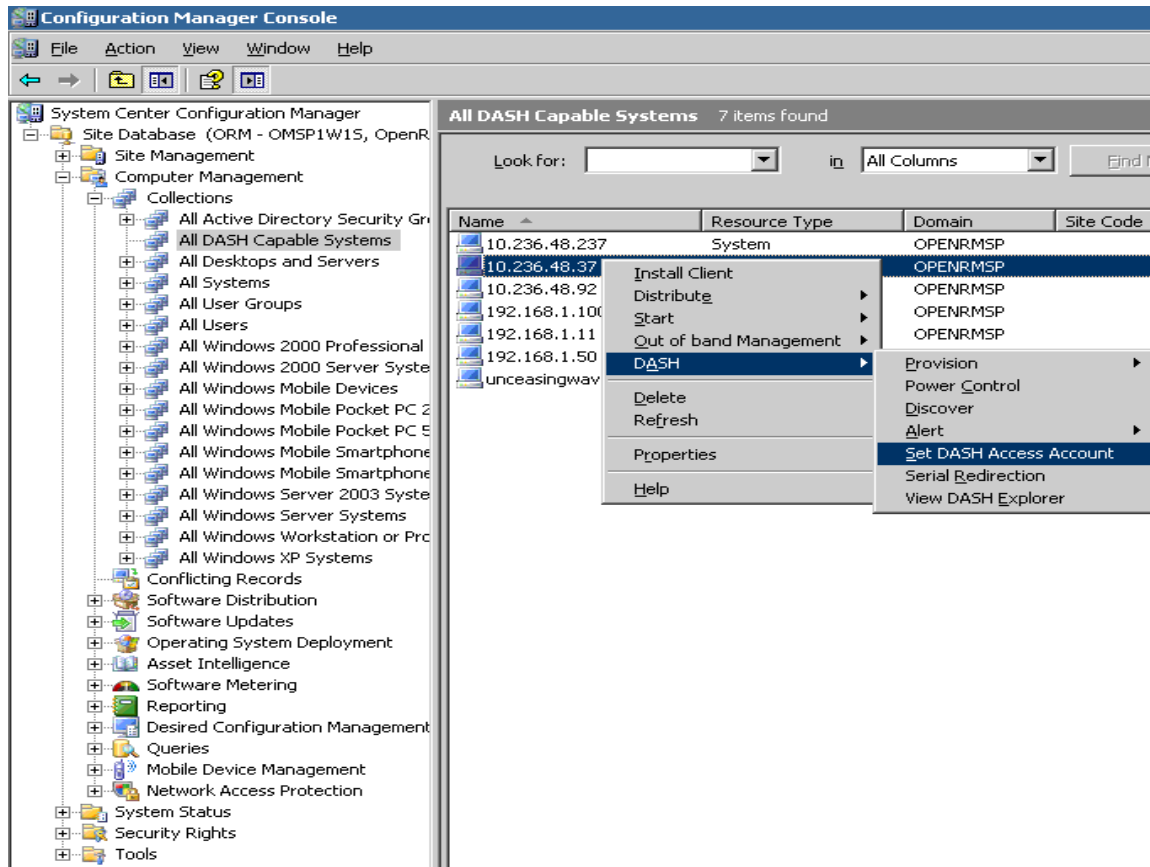 Configuration Manager Console
File Action View Window Help
System Center Configuration Manager
Site Database (ORM - OMSP1W1S, OpenR
Site Management
Computer Management
Collections
All Active Directory Security Gr
All DASH Capable Systems
All Desktops and Servers
All Systems
All User Groups
All Users
All Windows 2000 Professional
All Windows 2000 Server Syste
All Windows Mobile Devices
All Windows Mobile Pocket PC 2
All Windows Mobile Pocket PC 5
All Windows Mobile Smartphone
All Windows Mobile Smartphone
All Windows Server 2003 Syste
All Windows Server Systems
All Windows Workstation or Pro
All Windows XP Systems
Conflicting Records
Software Distribution
Software Updates
Operating System Deployment
Asset Intelligence
Software Metering
Reporting
Desired Configuration Management
Queries
Mobile Device Management
Network Access Protection
System Status
Security Rights
Tools
All DASH Capable Systems 7 items found
Look for: in All Columns Find
Name Resource Type Domain Site Code
10.236.48.237 System OPENRMSP
10.236.48.37 OPENRMSP
10.236.48.92 OPENRMSP
192.168.1.100 OPENRMSP
192.168.1.11 OPENRMSP
192.168.1.50
unceasingwav
Install Client
Distribute
Start
Out of band Management
DASH
Delete
Refresh
Properties
Help
Provision
Power Control
Discover
Alert
Set DASH Access Account
Serial Redirection
View DASH Explorer